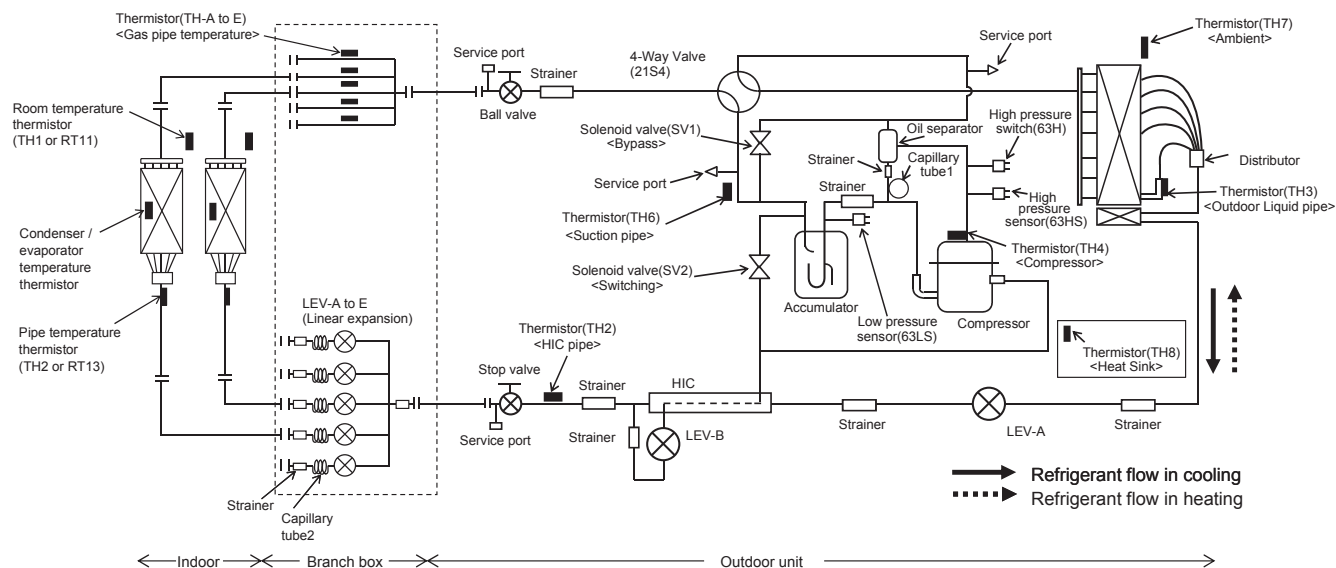 Thermistor(TH-A to E)
<Gas pipe temperature>
Room temperature
thermistor
(TH1 or RT11)
Condenser /
evaporator
temperature
thermistor
Pipe temperature
thermistor
(TH2 or RT13)
LEV-A to E
(Linear expansion)
Strainer
Capillary
tube2
Service port
Ball valve
Strainer
4-Way Valve
(21S4)
Service port
Thermistor(TH7)
<Ambient>
Solenoid valve(SV1)
<Bypass>
Oil separator
High pressure
switch(63H)
Strainer
Capillary
tube1
Service port
Strainer
High
pressure
sensor(63HS)
Distributor
Thermistor(TH3)
<Outdoor Liquid pipe>
Thermistor(TH6)
<Suction pipe>
Thermistor(TH4)
<Compressor>
Solenoid valve(SV2)
<Switching>
Accumulator
Low pressure
sensor(63LS)
Compressor
Thermistor(TH8)
<Heat Sink>
Thermistor(TH2)
<HIC pipe>
Stop valve
Service port
Strainer
HIC
Strainer
LEV-B
Strainer
LEV-A
Strainer
Refrigerant flow in cooling
Refrigerant flow in heating
Indoor
Branch box
Outdoor unit